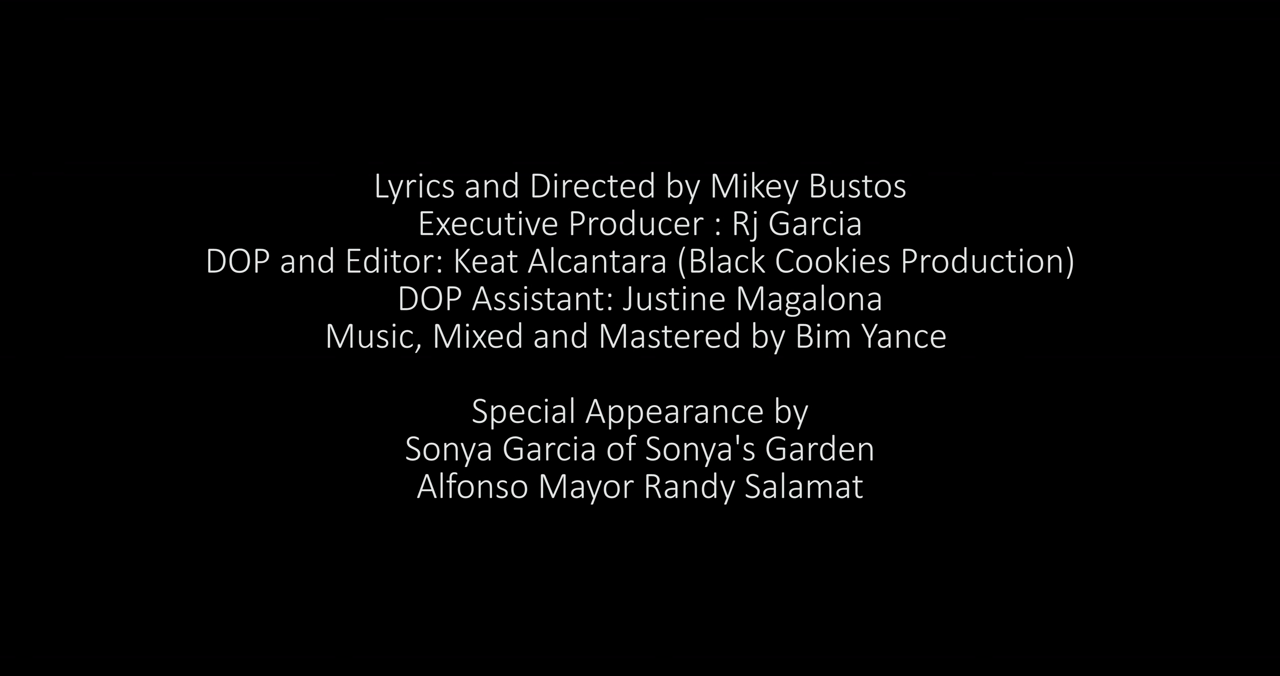 Lyrics and Directed by Mikey Bustos
Executive Producer : Rj Garcia
DOP and Editor: Keat Alcantara (Black Cookies Production)
DOP Assistant: Justine Magalona
Music, Mixed and Mastered by Bim Yance
Special Appearance by
Sonya Garcia of Sonya's Garden
Alfonso Mayor Randy Salamat